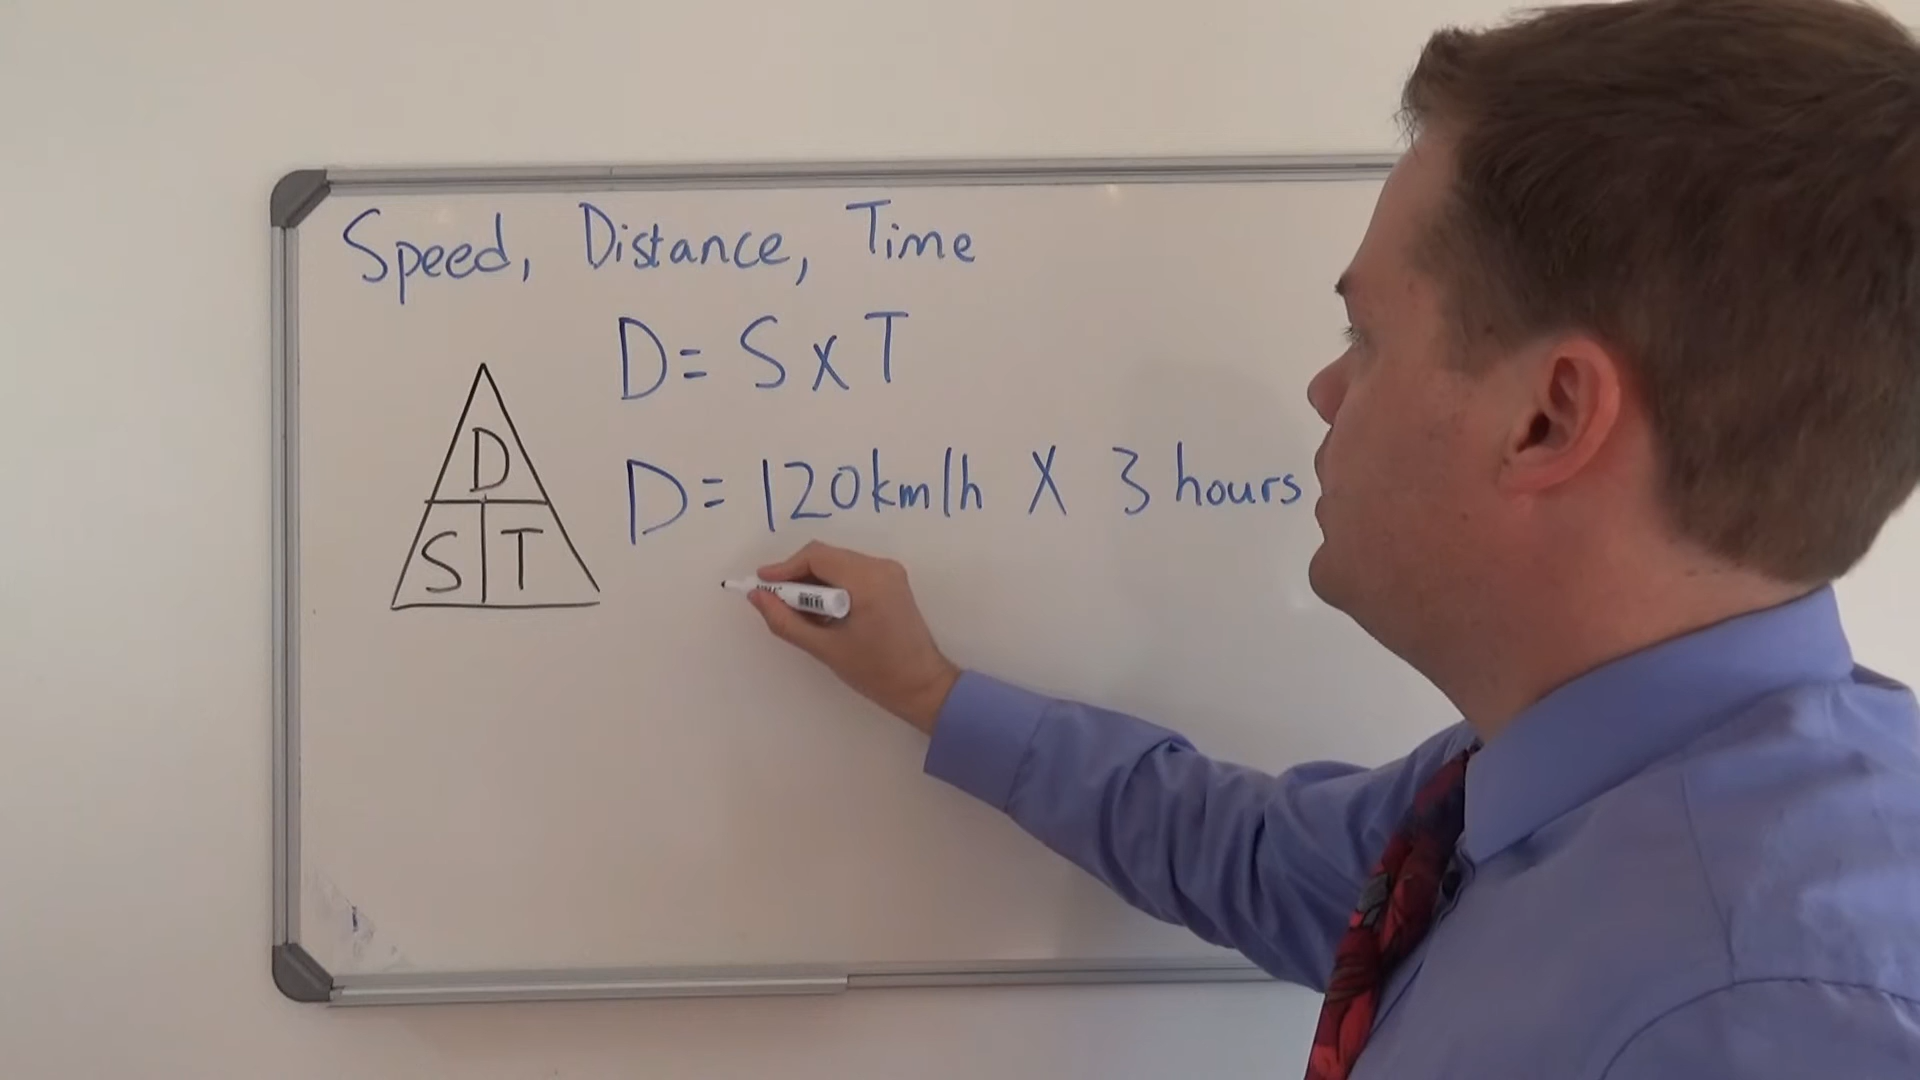 Speed, Distance, Time
D = S x T
D
S T
D = 120km/h X 3 hours